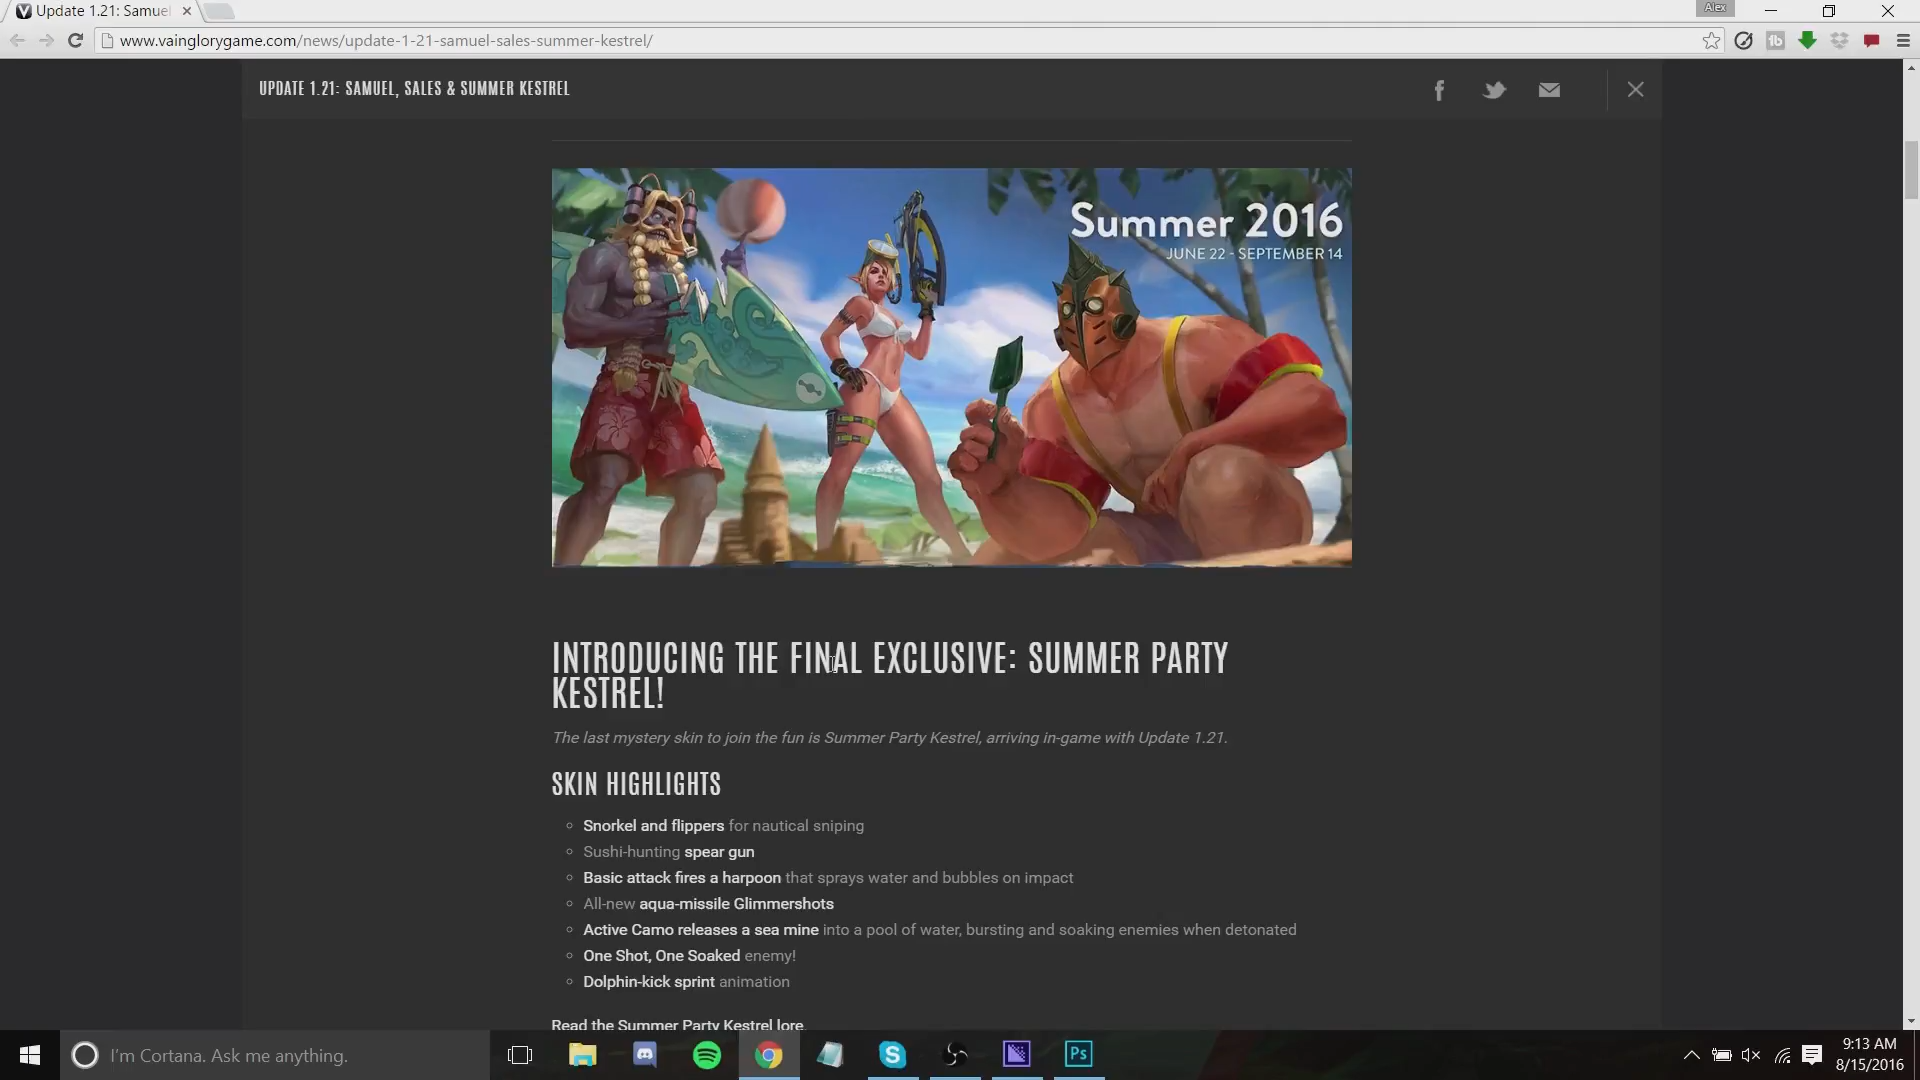 Update 1.21: Samuel
Alex
www.vainglorygame.com/news/update-1-21-samuel-sales-summer-kestrel/
UPDATE 1.21: SAMUEL, SALES & SUMMER KESTREL
Summer 2016
JUNE 22 - SEPTEMBER 14
INTRODUCING THE FINAL EXCLUSIVE: SUMMER PARTY
KESTREL!
The last mystery skin to join the fun is Summer Party Kestrel, arriving in-game with Update 1.21.
SKIN HIGHLIGHTS
Snorkel and flippers for nautical sniping
Sushi-hunting spear gun
Basic attack fires a harpoon that sprays water and bubbles on impact
All-new aqua-missile Glimmershots
Active Camo releases a sea mine into a pool of water, bursting and soaking enemies when detonated
One Shot, One Soaked enemy!
Dolphin-kick sprint animation
Read the Summer Party Kestrel lore.
I'm Cortana. Ask me anything.
Ps
9:13 AM
8/15/2016